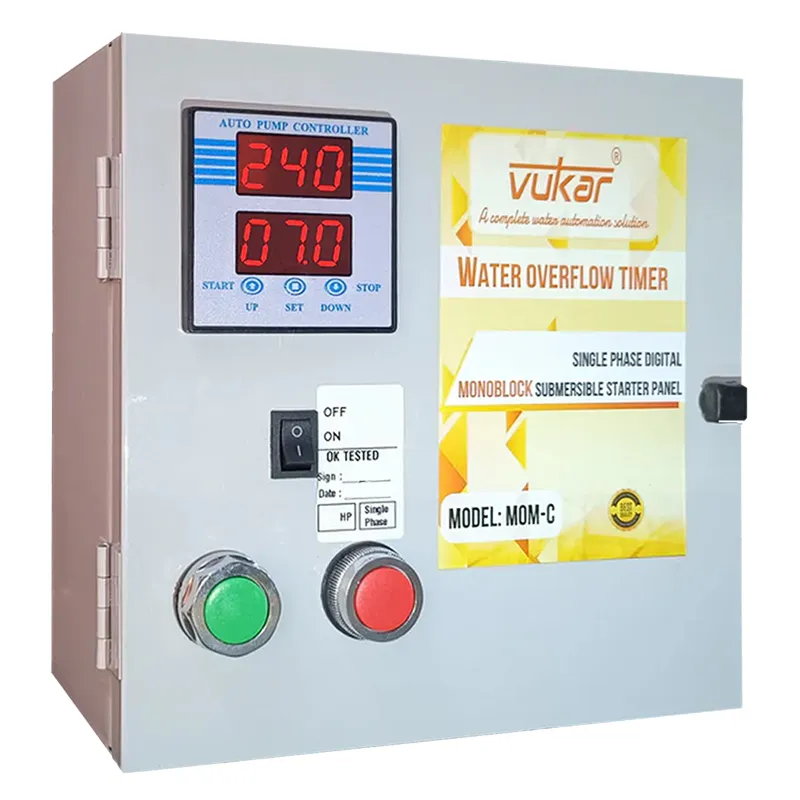 AUTO PUMP CONTROLLER
240
07.0
START STOP
UP SET DOWN
vukar®
A complete water automation solution
WATER OVERFLOW TIMER
SINGLE PHASE DIGITAL
MONOBLOCK SUBMERSIBLE STARTER PANEL
OFF
ON
OK TESTED
Sign :
Date :
HP
Single
Phase
MODEL: MOM-C
BEST